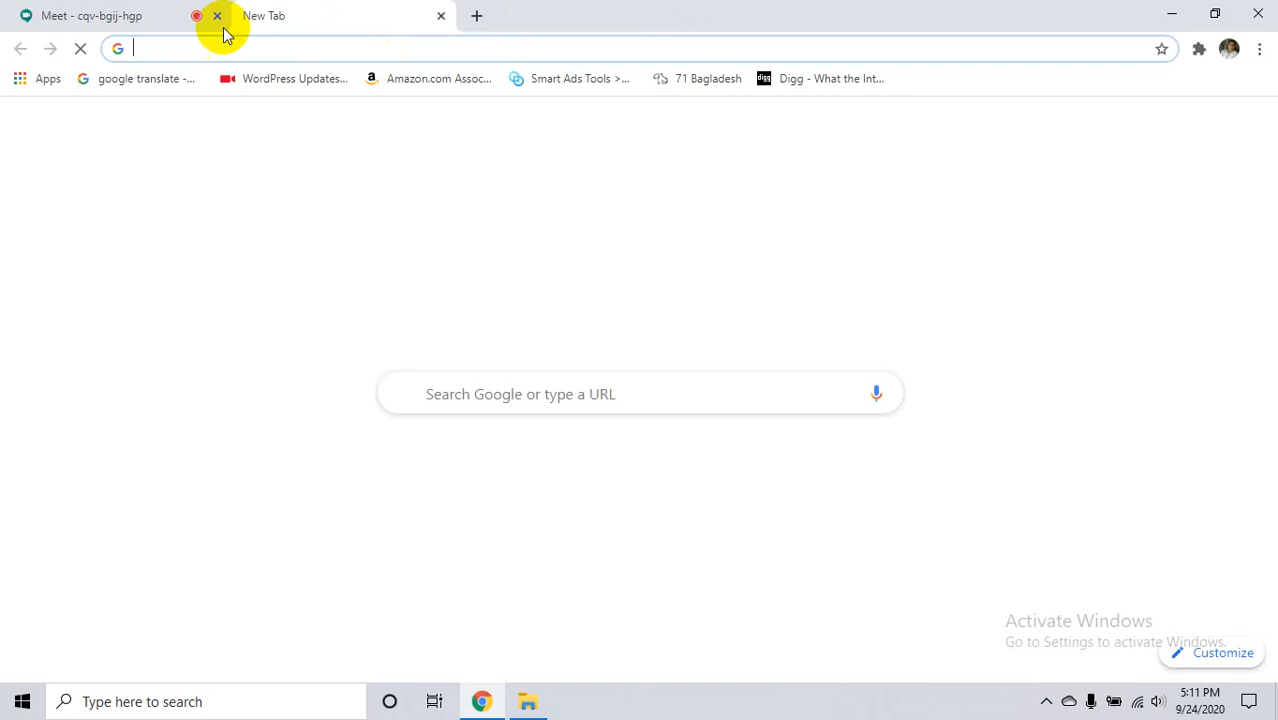 Meet - cqv-bgij-hgp
New Tab
Apps
google translate -...
WordPress Updates...
Amazon.com Assoc...
Smart Ads Tools >...
71 Bagladesh
digg
Digg - What the Int...
Search Google or type a URL
Activate Windows
Go to Settings to activate Windows.
Customize
Type here to search
5:11 PM
9/24/2020